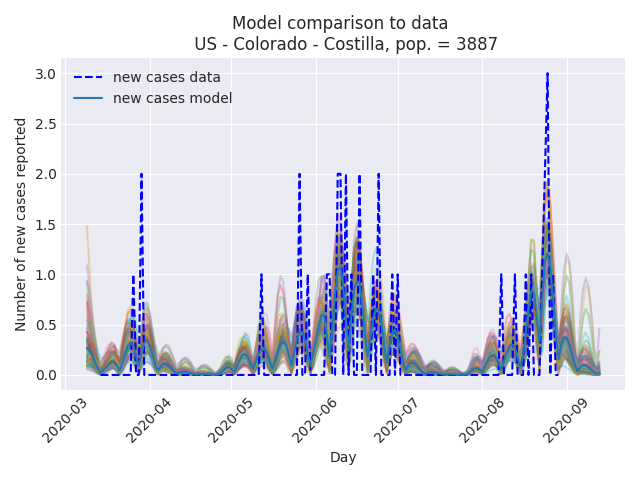 Model comparison to data
US - Colorado - Costilla, pop. = 3887
new cases data
new cases model
Number of new cases reported
3.0
2.5
2.0
1.5
1.0
0.5
0.0
2020-03
2020-04
2020-05
2020-06
2020-07
2020-08
2020-09
Day